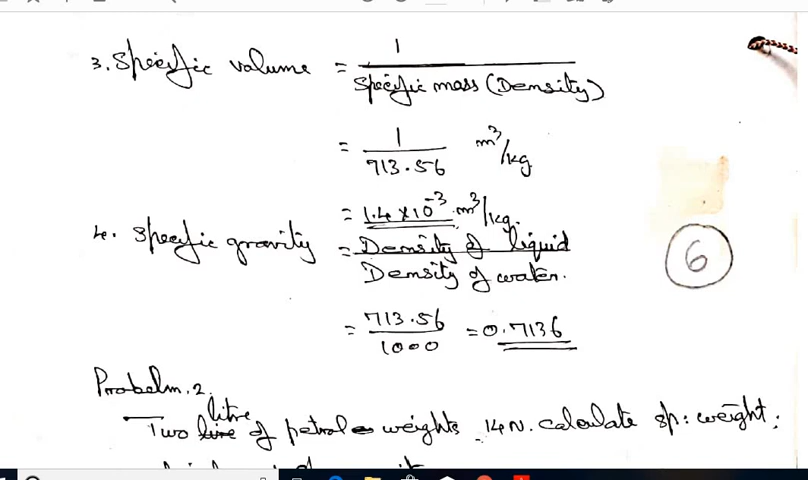 3. Specific volume = 1 / Specific mass (Density)
= 1 / 713.56 m³/kg
= 1.4 × 10⁻³ m³/kg.
4. Specific gravity = Density of liquid / Density of water.
= 713.56 / 1000 = 0.7136
6
Probelm. 2.
Two litre of petrol weights 14N. calculate sp: weight;